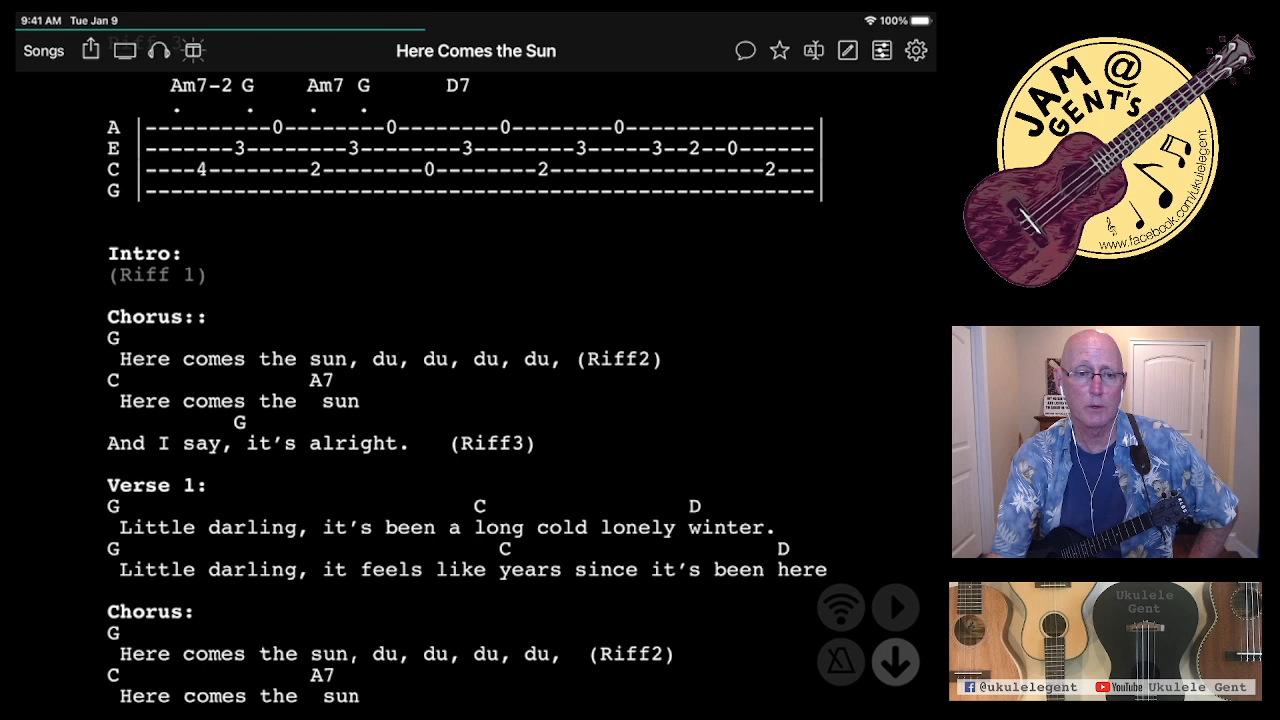 9:41 AM Tue Jan 9 100%
Songs Here Comes the Sun
Am7-2 G Am7 G D7
. . . .
A |----------0--------0--------0--------0---------------|
E |-------3--------3--------3--------3-----3--2--0------|
C |----4--------2--------0--------2-----------------2---|
G |-----------------------------------------------------|
Intro:
(Riff 1)
Chorus::
G
Here comes the sun, du, du, du, du, (Riff2)
C A7
Here comes the sun
G
And I say, it's alright. (Riff3)
Verse 1:
G C D
Little darling, it's been a long cold lonely winter.
G C D
Little darling, it feels like years since it's been here
Chorus:
G
Here comes the sun, du, du, du, du, (Riff2)
C A7
Here comes the sun
JAM @
GENT'S
www.facebook.com/ukulelegent
Ukulele
Gent
@ukulelegent YouTube Ukulele Gent